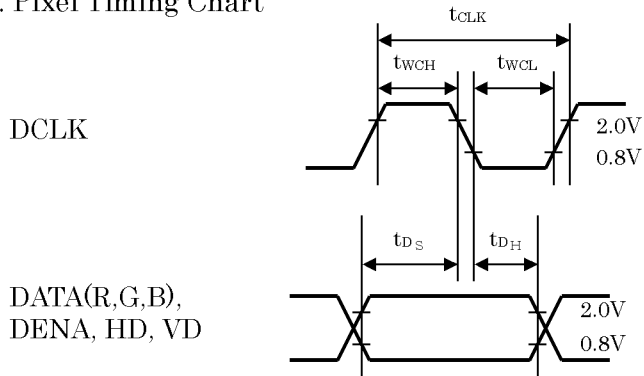 . Pixel Timing Chart
tCLK
tWCH
tWCL
DCLK
2.0V
0.8V
tDS
tDH
DATA(R,G,B),
DENA, HD, VD
2.0V
0.8V